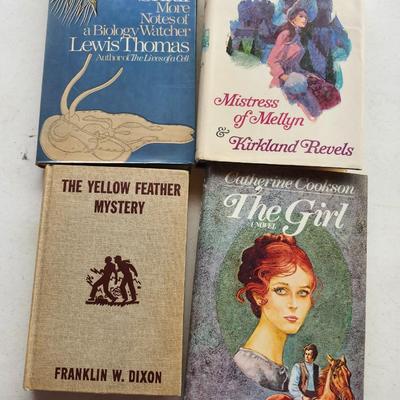 More
Notes of
a Biology Watcher
Lewis Thomas
Author of The Lives of a Cell
Mistress of Mellyn
& Kirkland Revels
THE YELLOW FEATHER
MYSTERY
FRANKLIN W. DIXON
Catherine Cookson
The Girl
A NOVEL